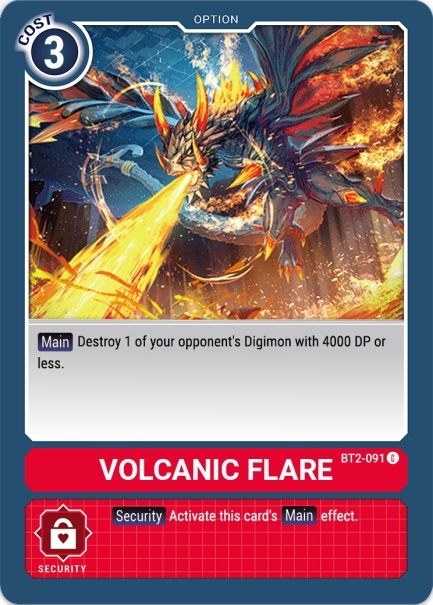 OPTION
COST
3
Main Destroy 1 of your opponent's Digimon with 4000 DP or
less.
VOLCANIC FLARE
BT2-091 C
Security Activate this card's Main effect.
SECURITY